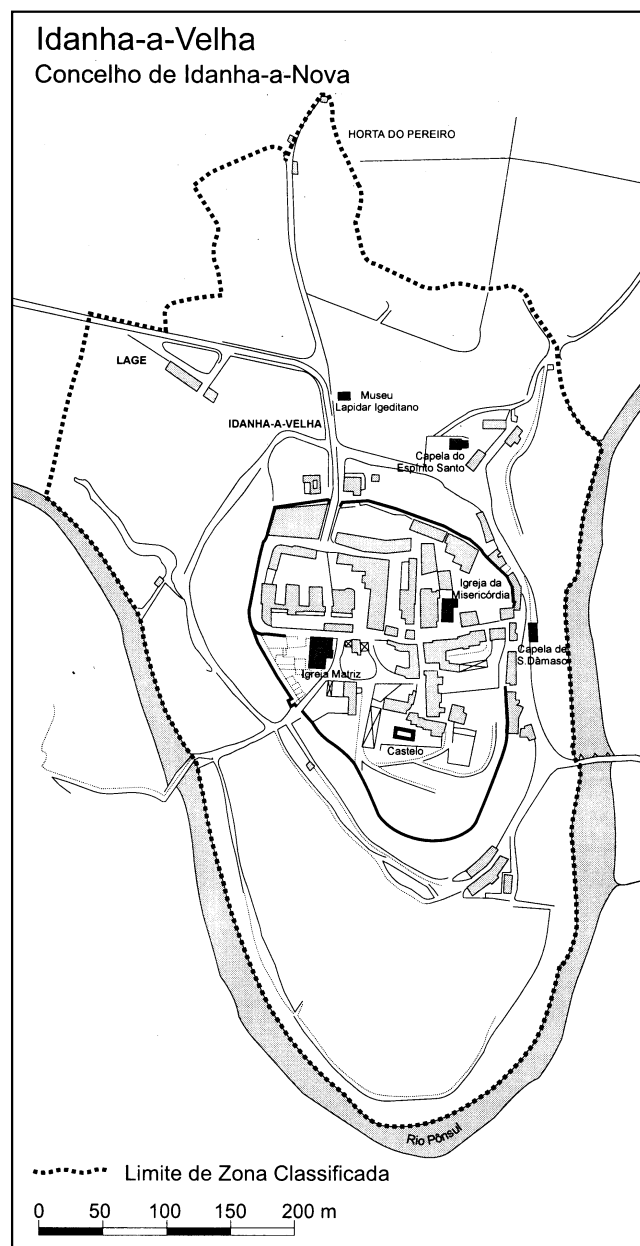 Idanha-a-Velha
Concelho de Idanha-a-Nova
HORTA DO PEREIRO
LAGE
Museu
Lapidar Igeditano
IDANHA-A-VELHA
Capela do
Espírito Santo
Igreja da
Misericórdia
Capela de
S.Dâmaso
Igreja Matriz
Castelo
Rio Pônsul
Limite de Zona Classificada
0 50 100 150 200 m